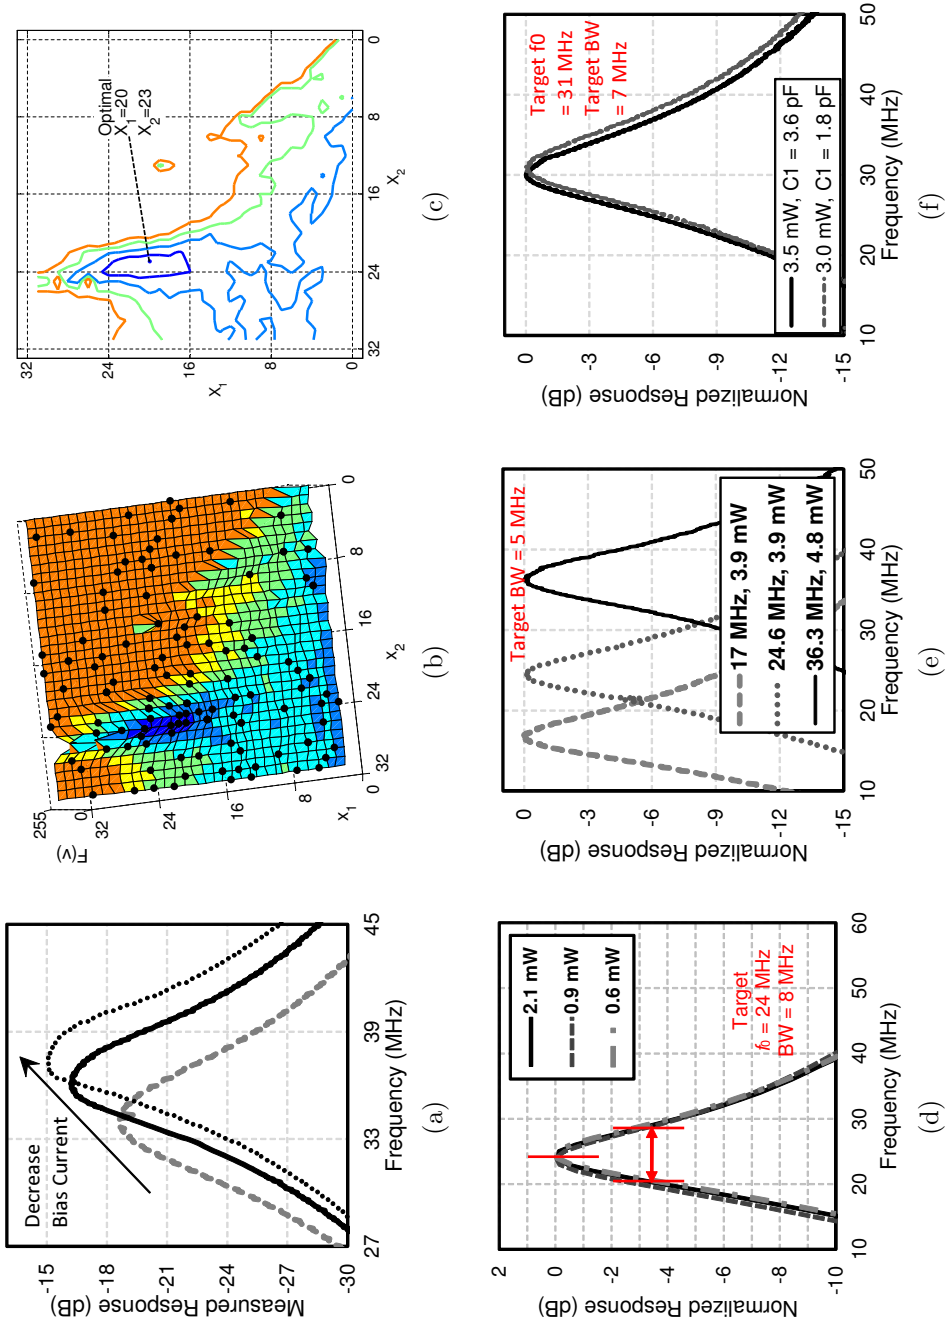 Measured Response (dB)
-15
-18
-21
-24
-27
-30
Decrease
Bias Current
27
33
39
45
Frequency (MHz)
(a)
F(v)
255
0
32
24
16
8
0
X1
32
24
16
8
0
X2
(b)
X1
32
24
16
8
0
Optimal
X1=20
X2=23
32
24
16
8
0
X2
(c)
Normalized Response (dB)
2
0
-2
-4
-6
-8
-10
2.1 mW
0.9 mW
0.6 mW
Target
f0 = 24 MHz
BW = 8 MHz
10
20
30
40
50
60
Frequency (MHz)
(d)
Normalized Response (dB)
0
-3
-6
-9
-12
-15
Target BW = 5 MHz
17 MHz, 3.9 mW
24.6 MHz, 3.9 mW
36.3 MHz, 4.8 mW
10
20
30
40
50
Frequency (MHz)
(e)
Normalized Response (dB)
0
-3
-6
-9
-12
-15
Target f0
= 31 MHz
Target BW
= 7 MHz
3.5 mW, C1 = 3.6 pF
3.0 mW, C1 = 1.8 pF
10
20
30
40
50
Frequency (MHz)
(f)